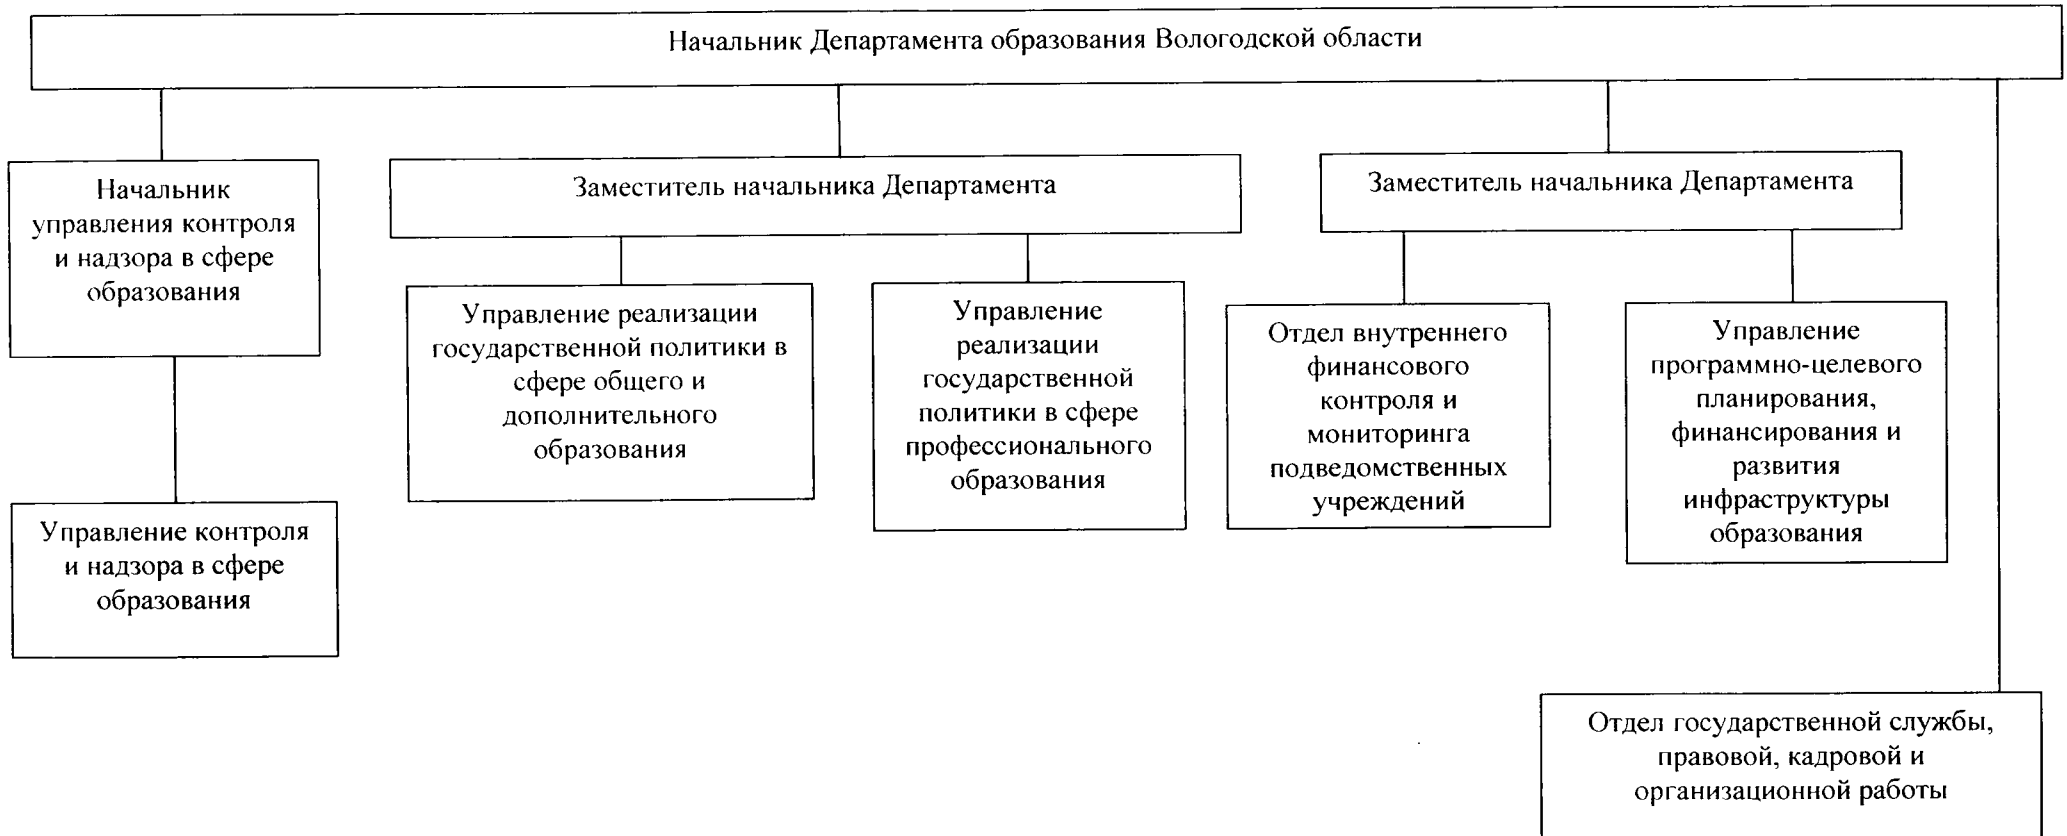 Начальник Департамента образования Вологодской области
Начальник
управления контроля
и надзора в сфере
образования
Заместитель начальника Департамента
Заместитель начальника Департамента
Управление реализации
государственной политики в
сфере общего и
дополнительного
образования
Управление
реализации
государственной
политики в сфере
профессионального
образования
Отдел внутреннего
финансового
контроля и
мониторинга
подведомственных
учреждений
Управление
программно-целевого
планирования,
финансирования и
развития
инфраструктуры
образования
Управление контроля
и надзора в сфере
образования
Отдел государственной службы,
правовой, кадровой и
организационной работы